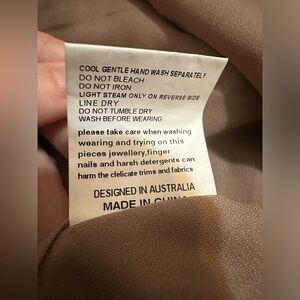 COOL GENTLE HAND WASH SEPARATELY
DO NOT BLEACH
DO NOT IRON
LIGHT STEAM ONLY ON REVERSE SIDE
LINE DRY
DO NOT TUMBLE DRY
WASH BEFORE WEARING
please take care when washing
wearing and trying on this
pieces jewellery,finger
nails and harsh detergents can
harm the clelicate trims and fabrics
DESIGNED IN AUSTRALIA
MADE IN CHINA